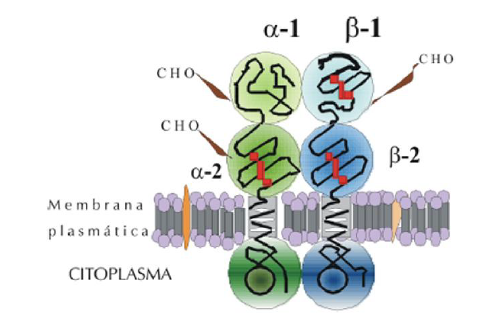 α-1
β-1
CHO
CHO
CHO
α-2
β-2
Membrana
plasmática
CITOPLASMA